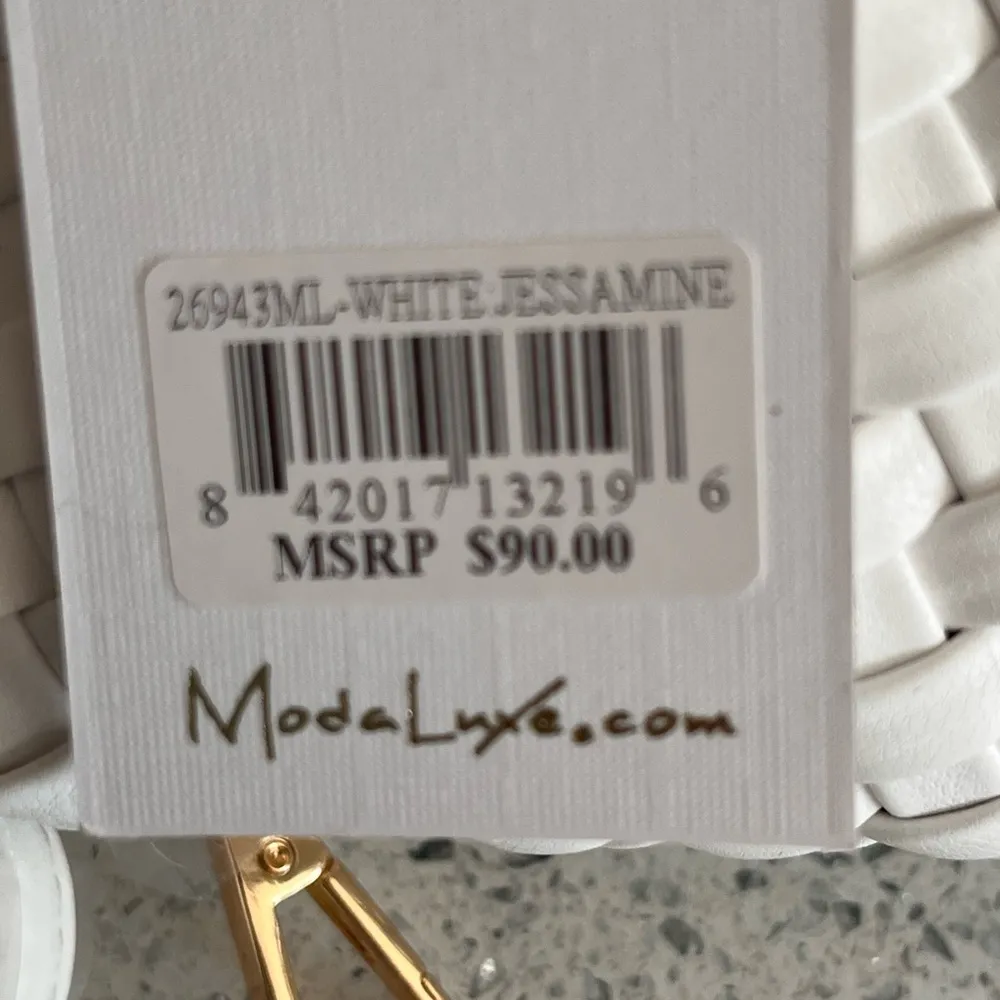 26943ML-WHITE JESSAMINE
8 42017 13219 6
MSRP $90.00
ModaLuxe.com